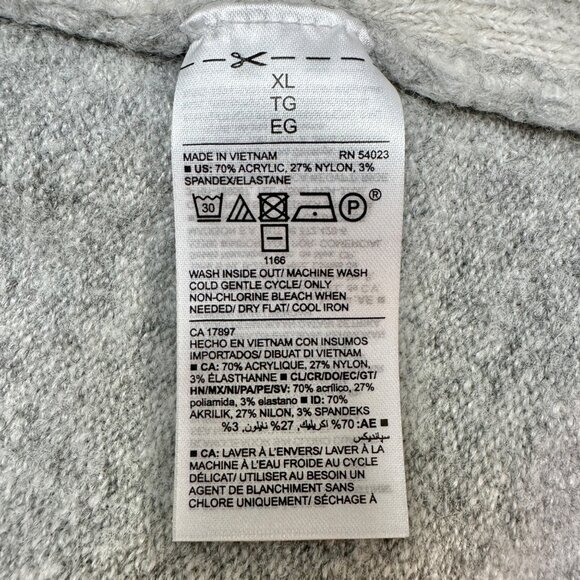 XL
TG
EG
MADE IN VIETNAM RN 54023
■ US: 70% ACRYLIC, 27% NYLON, 3%
SPANDEX/ELASTANE
30 P ®
1166
WASH INSIDE OUT/ MACHINE WASH
COLD GENTLE CYCLE/ ONLY
NON-CHLORINE BLEACH WHEN
NEEDED/ DRY FLAT/ COOL IRON
CA 17897
HECHO EN VIETNAM CON INSUMOS
IMPORTADOS/ DIBUAT DI VIETNAM
■ CA: 70% ACRYLIQUE, 27% NYLON,
3% ÉLASTHANNE ■ CL/CR/DO/EC/GT/
HN/MX/NI/PA/PE/SV: 70% acrílico, 27%
poliamida, 3% elastano ■ ID: 70%
AKRILIK, 27% NILON, 3% SPANDEKS
■ AE: 70% اكريليك, 27% نايلون, 3%
سپانديكس
■ CA: LAVER À L'ENVERS/ LAVER À LA
MACHINE À L'EAU FROIDE AU CYCLE
DÉLICAT/ UTILISER AU BESOIN UN
AGENT DE BLANCHIMENT SANS
CHLORE UNIQUEMENT/ SÉCHAGE À